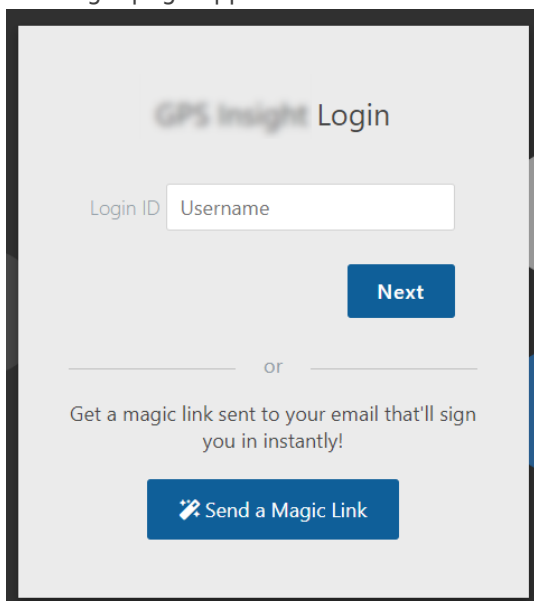 Login
Login ID
Username
Next
or
Get a magic link sent to your email that'll sign
you in instantly!
Send a Magic Link